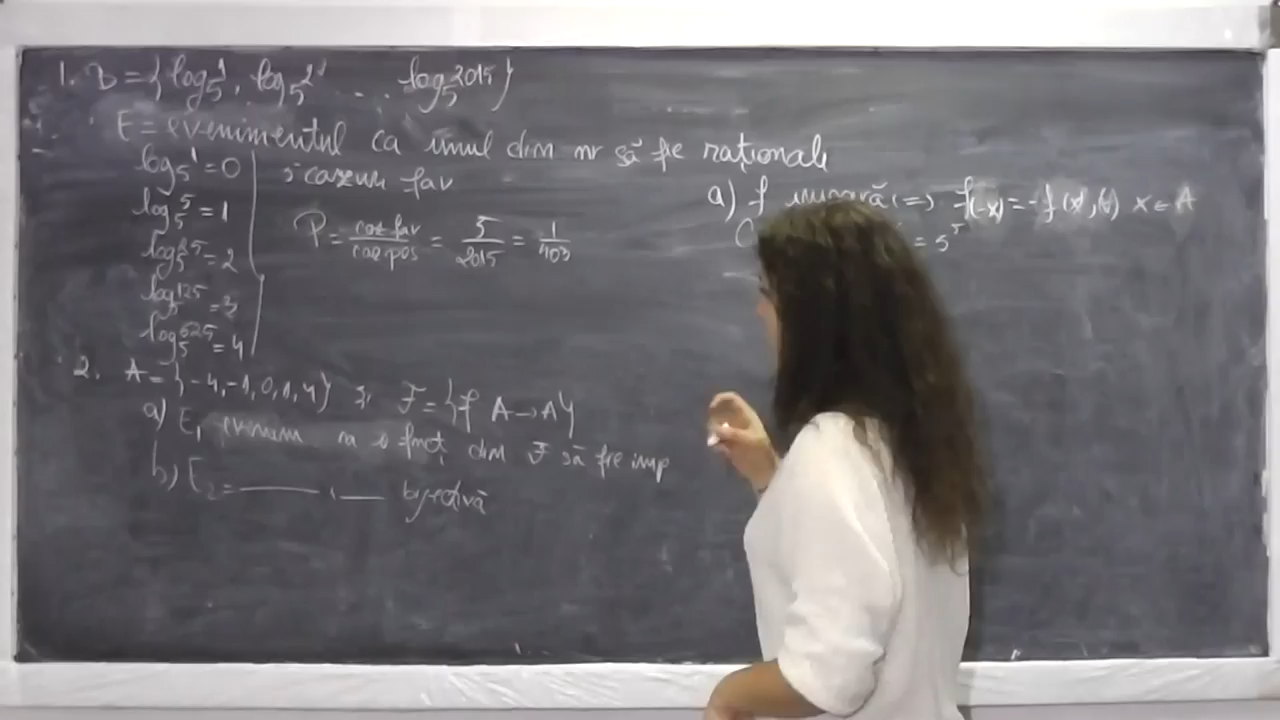 1. B = { log₅ 1, log₅ 2, ... log₅ 2015 }
E = evenimentul ca unul din nr să fie raționale
log₅ 1 = 0
log₅ 5 = 1
log₅ 25 = 2
log₅ 125 = 3
log₅ 525 = 4
5 cazuri fav
P = caz fav / caz pos = 5/2015 = 1/403
2. A = { -4, -1, 0, 1, 4 } și F = { f A → A }
a) E₁ evenim ca o funcț din F să fie imp
b) E₂ = bijectivă
a) f impară (=) f(-x) = -f(x), (∀) x ∈ A
= 5⁵